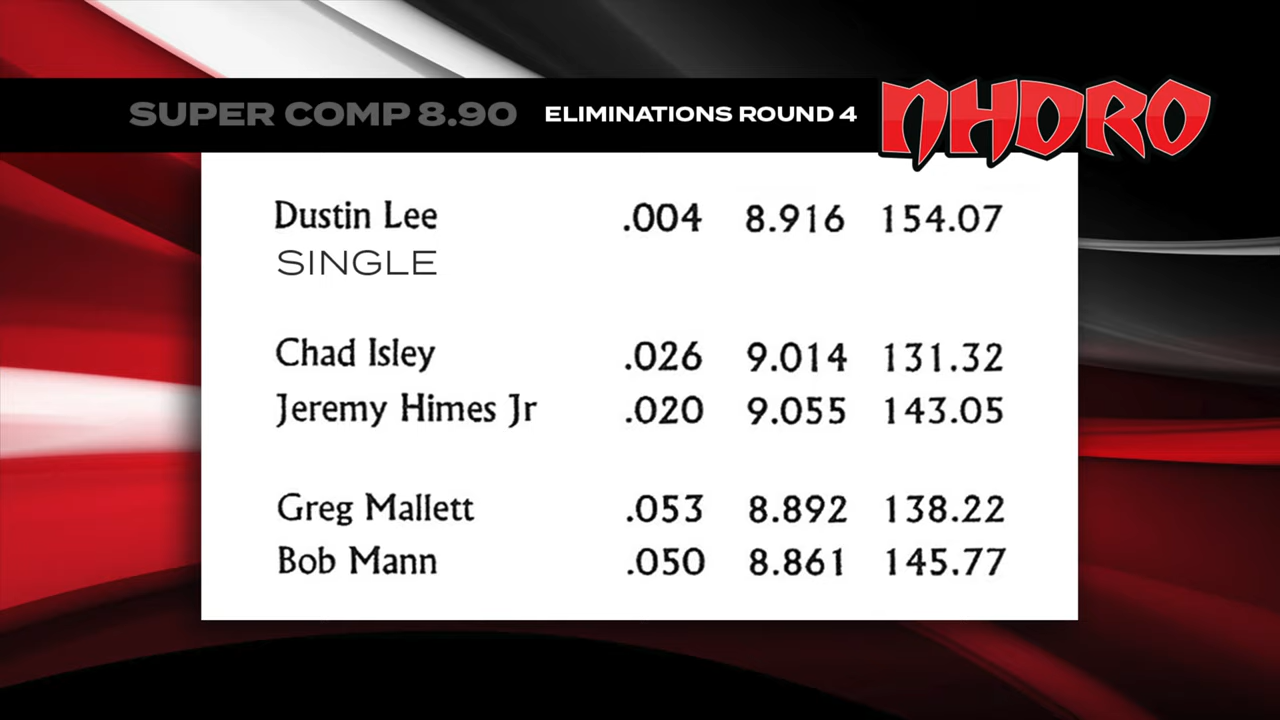 SUPER COMP 8.90 ELIMINATIONS ROUND 4 NHDRO
Dustin Lee .004 8.916 154.07
SINGLE
Chad Isley .026 9.014 131.32
Jeremy Himes Jr .020 9.055 143.05
Greg Mallett .053 8.892 138.22
Bob Mann .050 8.861 145.77